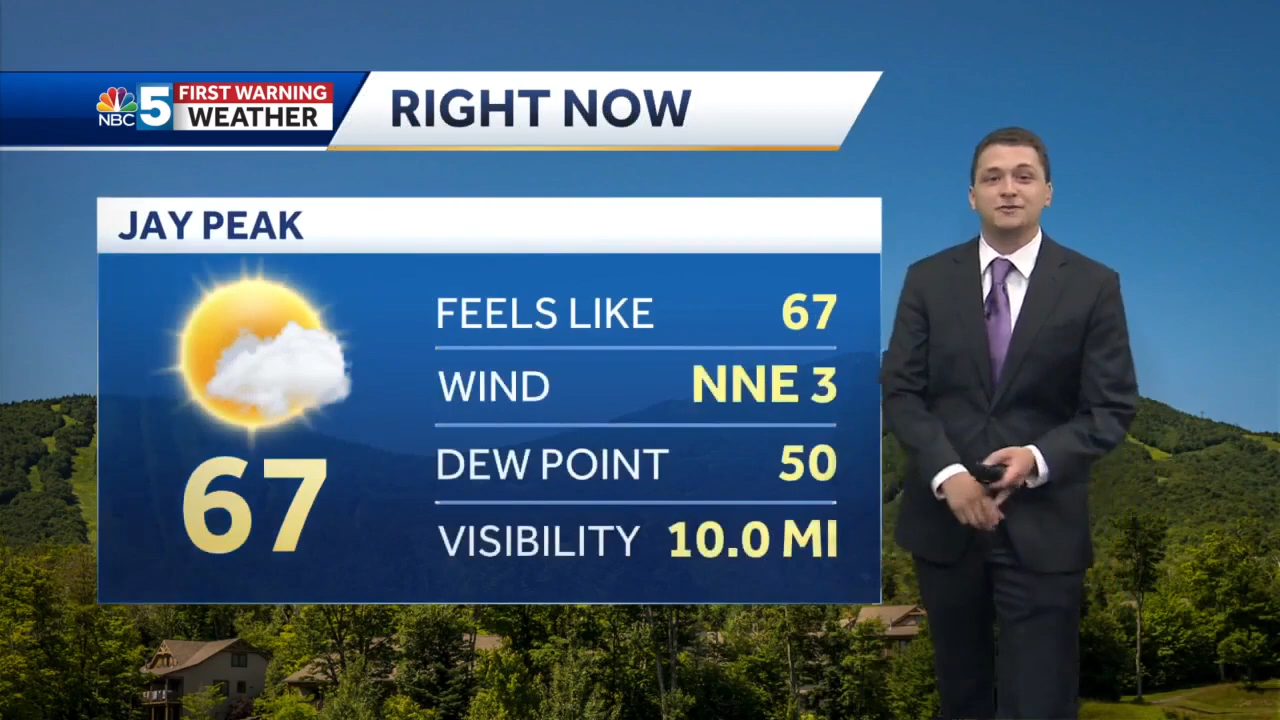 NBC 5 FIRST WARNING
WEATHER
RIGHT NOW
JAY PEAK
67
FEELS LIKE 67
WIND NNE 3
DEW POINT 50
VISIBILITY 10.0 MI